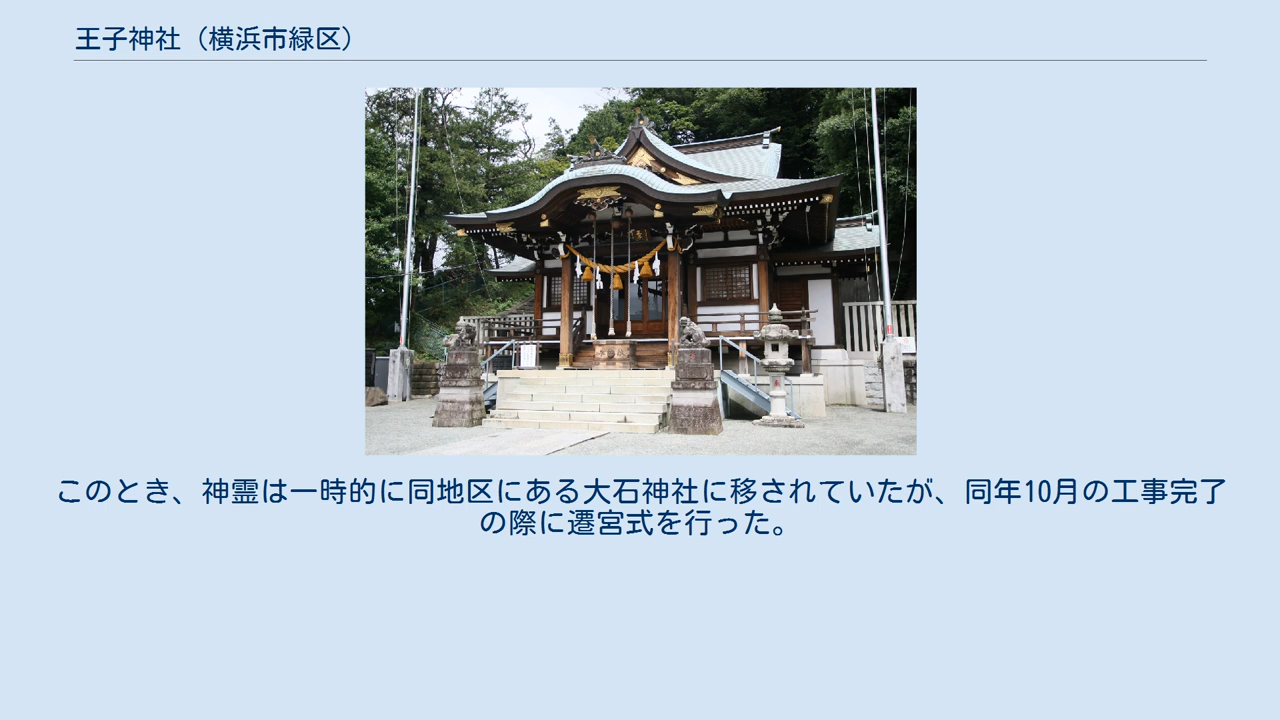 王子神社（横浜市緑区）
このとき、神霊は一時的に同地区にある大石神社に移されていたが、同年10月の工事完了
の際に遷宮式を行った。